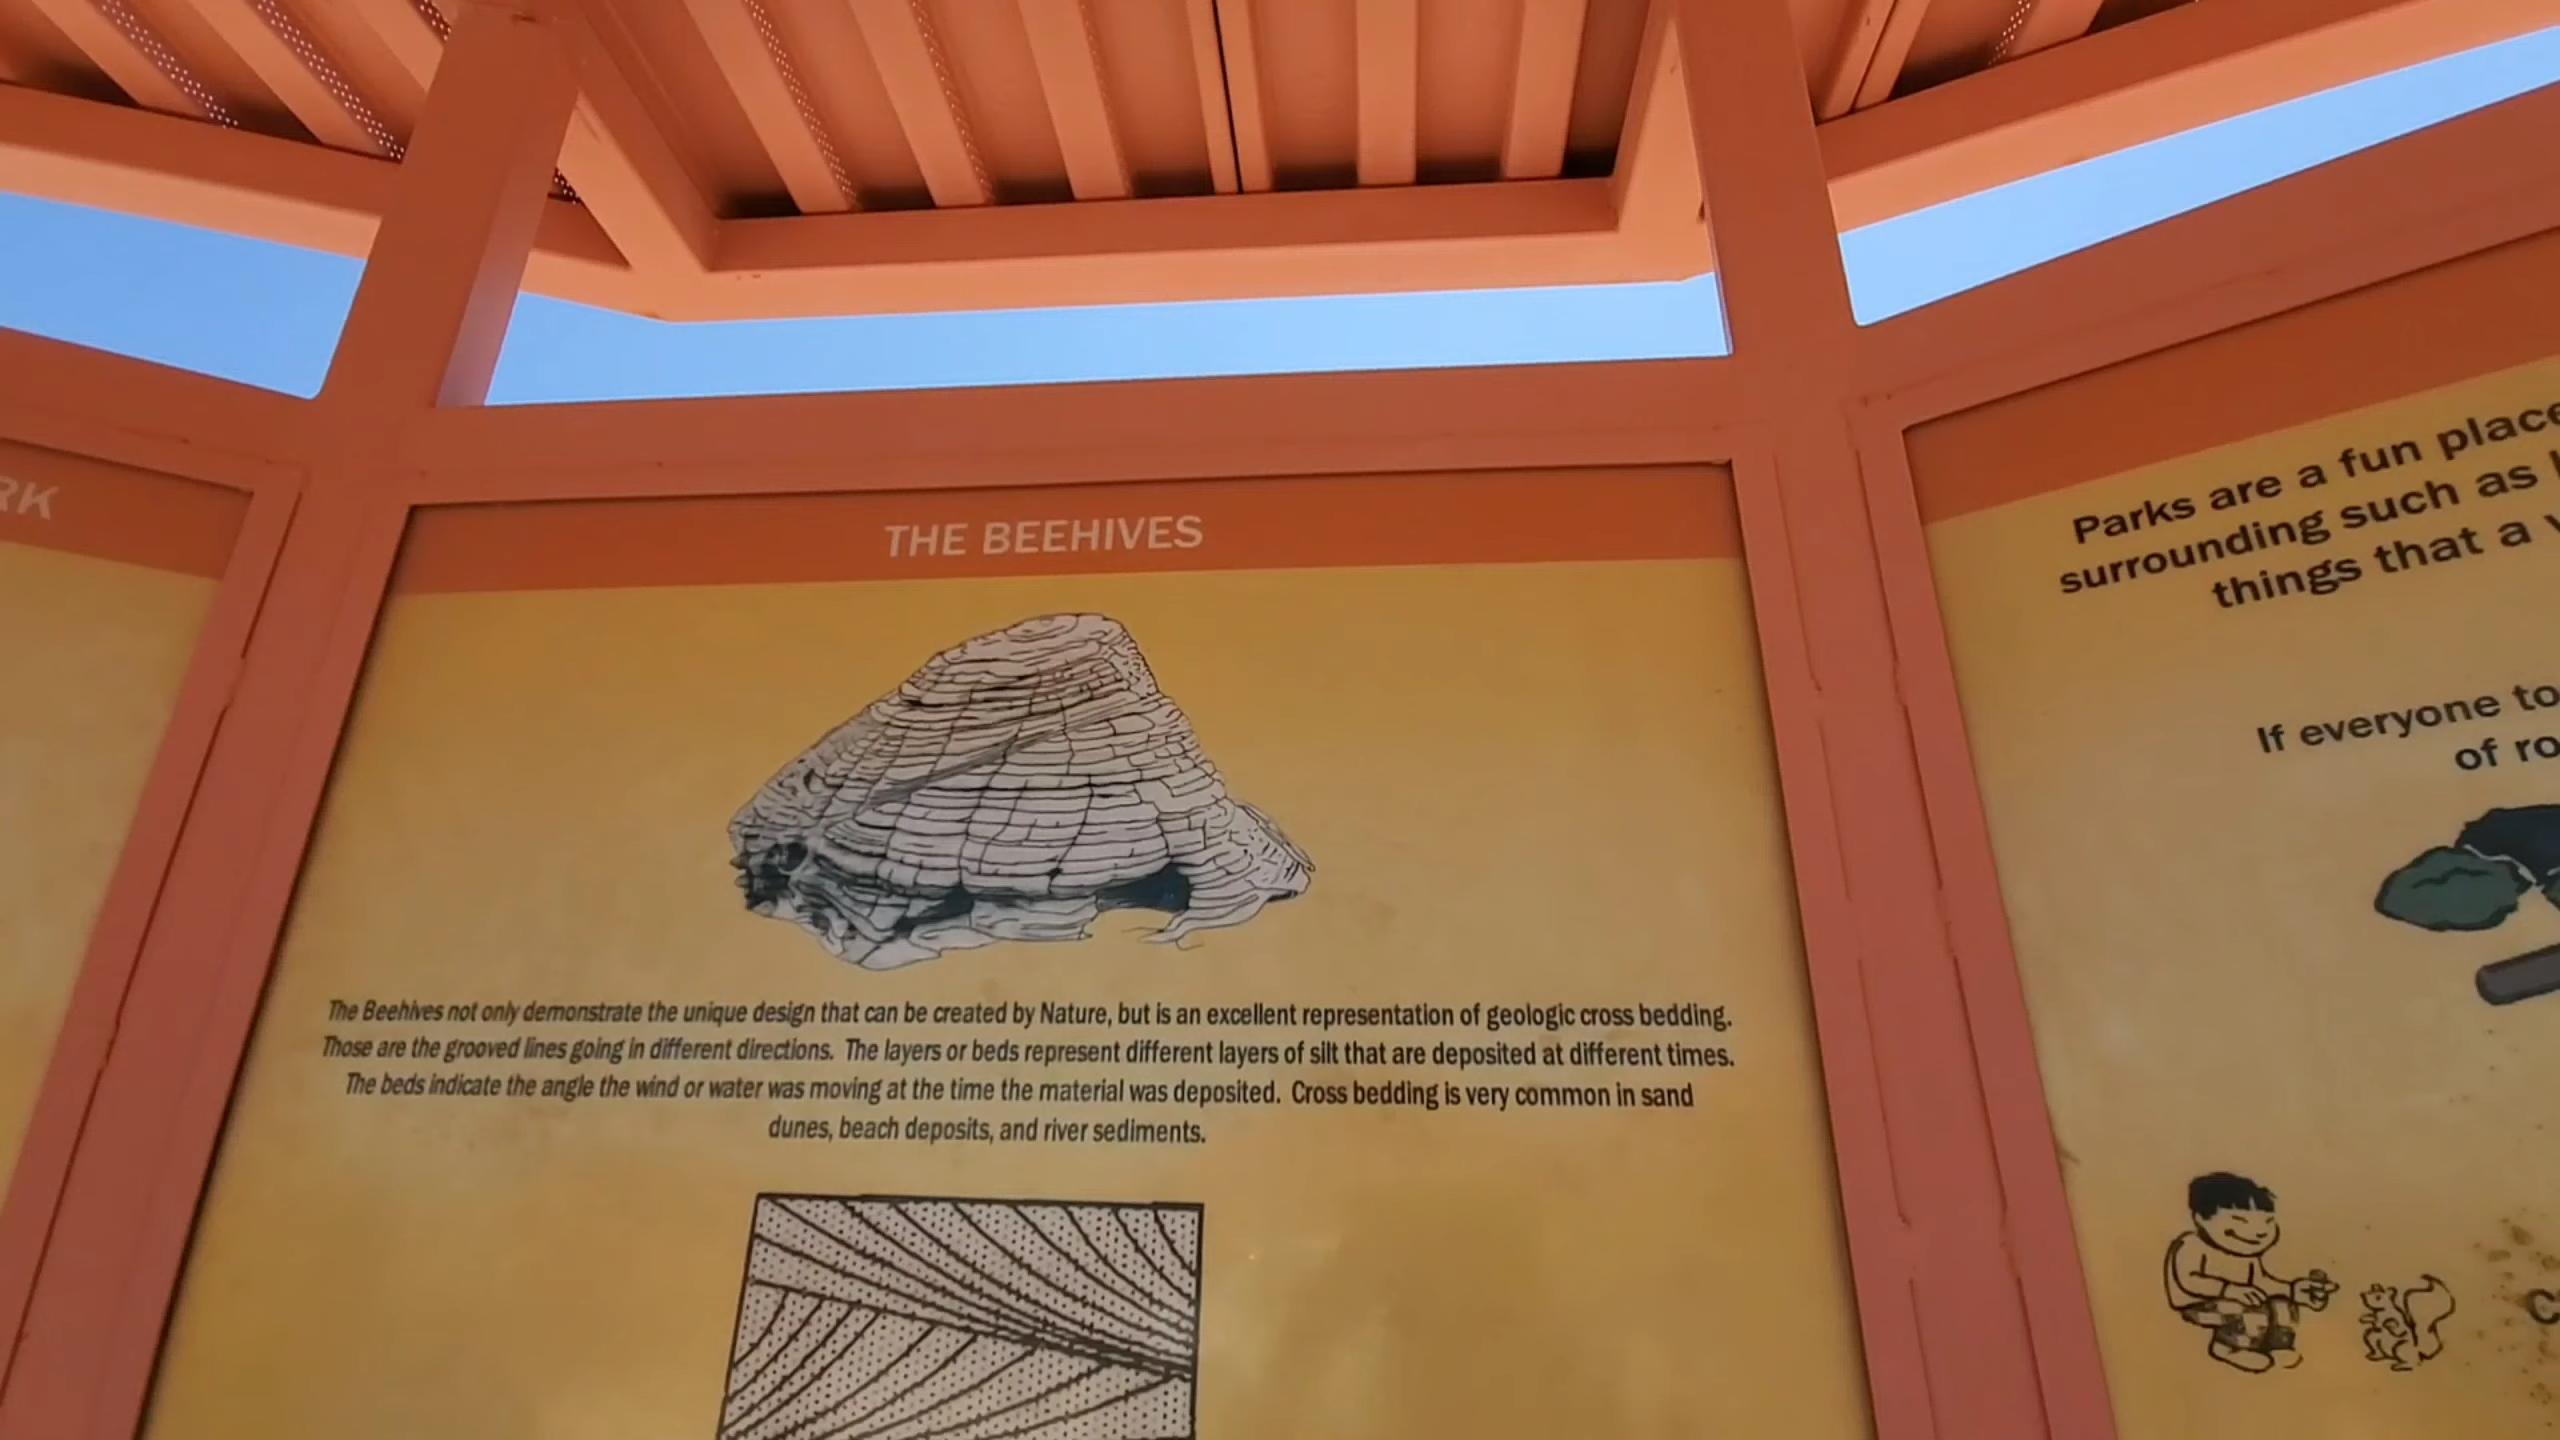 RK
THE BEEHIVES
The Beehives not only demonstrate the unique design that can be created by Nature, but is an excellent representation of geologic cross bedding.
Those are the grooved lines going in different directions. The layers or beds represent different layers of silt that are deposited at different times.
The beds indicate the angle the wind or water was moving at the time the material was deposited. Cross bedding is very common in sand
dunes, beach deposits, and river sediments.
Parks are a fun place
surrounding such as
things that a
If everyone to
of ro